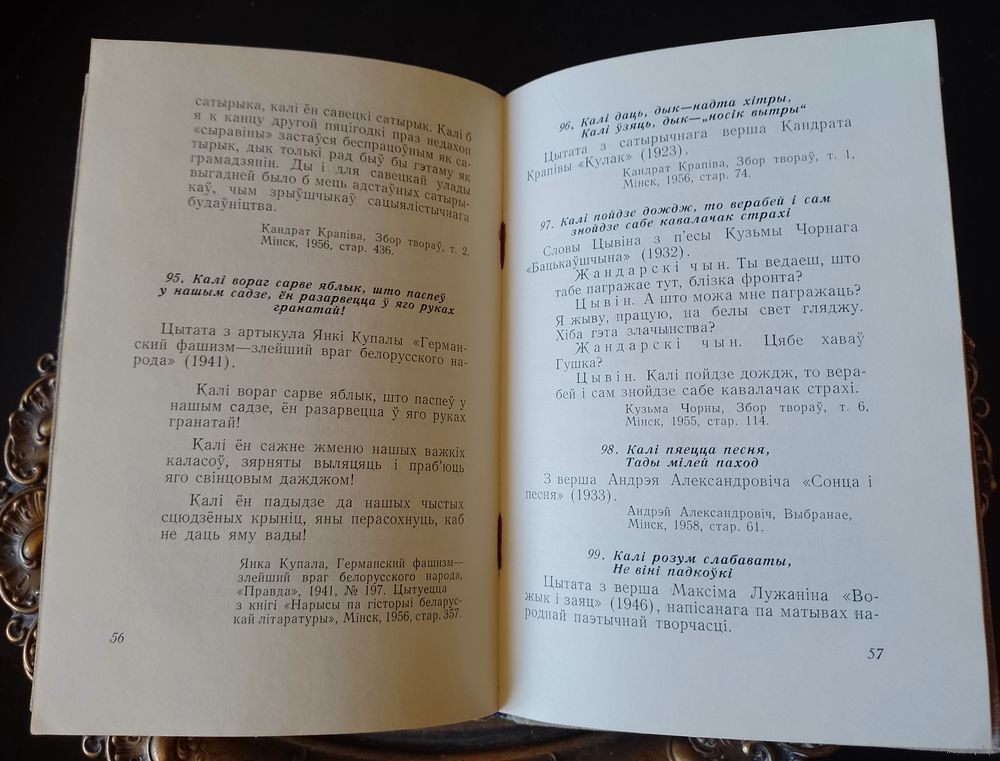 сатырыка, калі ён савецкі сатырык. Калі б
я к канцу другой пяцігодкі праз недахоп
«сыравіны» застаўся беспрацоўным як са-
тырык, дык толькі рад быў бы гэтаму як
грамадзянін. Ды і для савецкай улады
выгадней было б мець адстаўных сатыры-
каў, чым зрыўшчыкаў сацыялістычнага
будаўніцтва.
Кандрат Крапіва, Збор твораў, т. 2,
Мінск, 1956, стар. 436.
95. Калі вораг сарве яблык, што паспеў
у нашым садзе, ён разарвецца ў яго руках
гранатай!
Цытата з артыкула Янкі Купалы «Герман-
ский фашизм—злейший враг белорусского на-
рода» (1941).
Калі вораг сарве яблык, што паспеў у
нашым садзе, ён разарвецца ў яго руках
гранатай!
Калі ён сажне жменю нашых важкіх
каласоў, зярняты выляцяць і праб'юць
яго свінцовым дажджом!
Калі ён падыдзе да нашых чыстых
сцюдзёных крыніц, яны перасохнуць, каб
не даць яму вады!
Янка Купала, Германский фашизм—
злейший враг белорусского народа,
«Правда», 1941, № 197. Цытуецца
з кнігі «Нарысы па гісторыі беларус-
кай літаратуры», Мінск, 1956, стар. 357.
56
96. Калі даць, дык—надта хітры,
Калі ўзяць, дык—„носік вытры“
Цытата з сатырычнага верша Кандрата
Крапівы «Кулак» (1923).
Кандрат Крапіва, Збор твораў, т. 1,
Мінск, 1956, стар. 74.
97. Калі пойдзе дождж, то верабей і сам
знойдзе сабе кавалачак страхі
Словы Цывіна з п'есы Кузьмы Чорнага
«Бацькаўшчына» (1932).
Жандарскі чын. Ты ведаеш, што
табе пагражае тут, блізка фронта?
Цывін. А што можа мне пагражаць?
Я жыву, працую, на белы свет гляджу.
Хіба гэта злачынства?
Жандарскі чын. Цябе хаваў
Гушка?
Цывін. Калі пойдзе дождж, то вера-
бей і сам знойдзе сабе кавалачак страхі.
Кузьма Чорны, Збор твораў, т. 6,
Мінск, 1955, стар. 114.
98. Калі пяецца песня,
Тады мілей паход
З верша Андрэя Александровіча «Сонца і
песня» (1933).
Андрэй Александровіч, Выбранае,
Мінск, 1958, стар. 61.
99. Калі розум слабаваты,
Не віні падкоўкі
Цытата з верша Максіма Лужаніна «Во-
жык і заяц» (1946), напісанага па матывах на-
роднай паэтычнай творчасці.
57